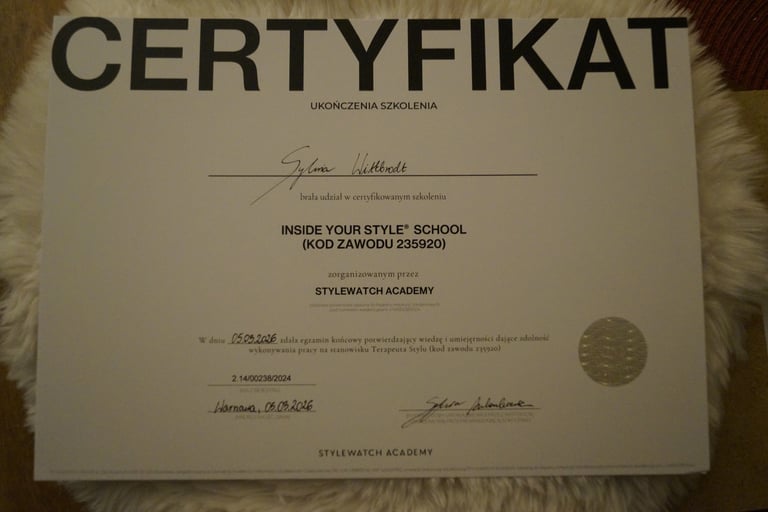 CERTYFIKAT
UKOŃCZENIA SZKOLENIA
Sylwia Wittbrodt
brała udział w certyfikowanym szkoleniu
INSIDE YOUR STYLE® SCHOOL
(KOD ZAWODU 235920)
zorganizowanym przez
STYLEWATCH ACADEMY
W dniu 05.03.2026 zdała egzamin końcowy potwierdzający wiedzę i umiejętności dające zdolność
wykonywania pracy na stanowisku Terapeuta Stylu (kod zawodu 235920)
2.14/00238/2024
Warszawa, 05.03.2026
Sylwia
STYLEWATCH ACADEMY